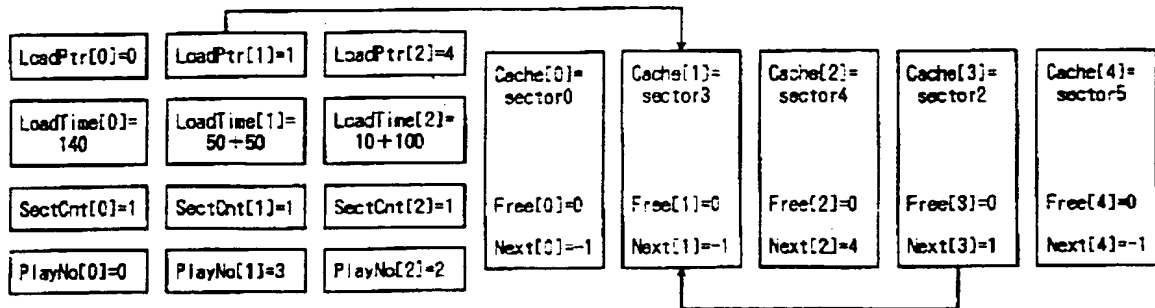 LoadPtr[0]=0
LoadPtr[1]=1
LoadPtr[2]=4
LoadTime[0]=
140
LoadTime[1]=
50+50
LoadTime[2]=
10+100
SectCnt[0]=1
SectCnt[1]=1
SectCnt[2]=1
PlayNo[0]=0
PlayNo[1]=3
PlayNo[2]=2
Cache[0]=
sector0
Free[0]=0
Next[0]=-1
Cache[1]=
sector3
Free[1]=0
Next[1]=-1
Cache[2]=
sector4
Free[2]=0
Next[2]=4
Cache[3]=
sector2
Free[3]=0
Next[3]=1
Cache[4]=
sector5
Free[4]=0
Next[4]=-1